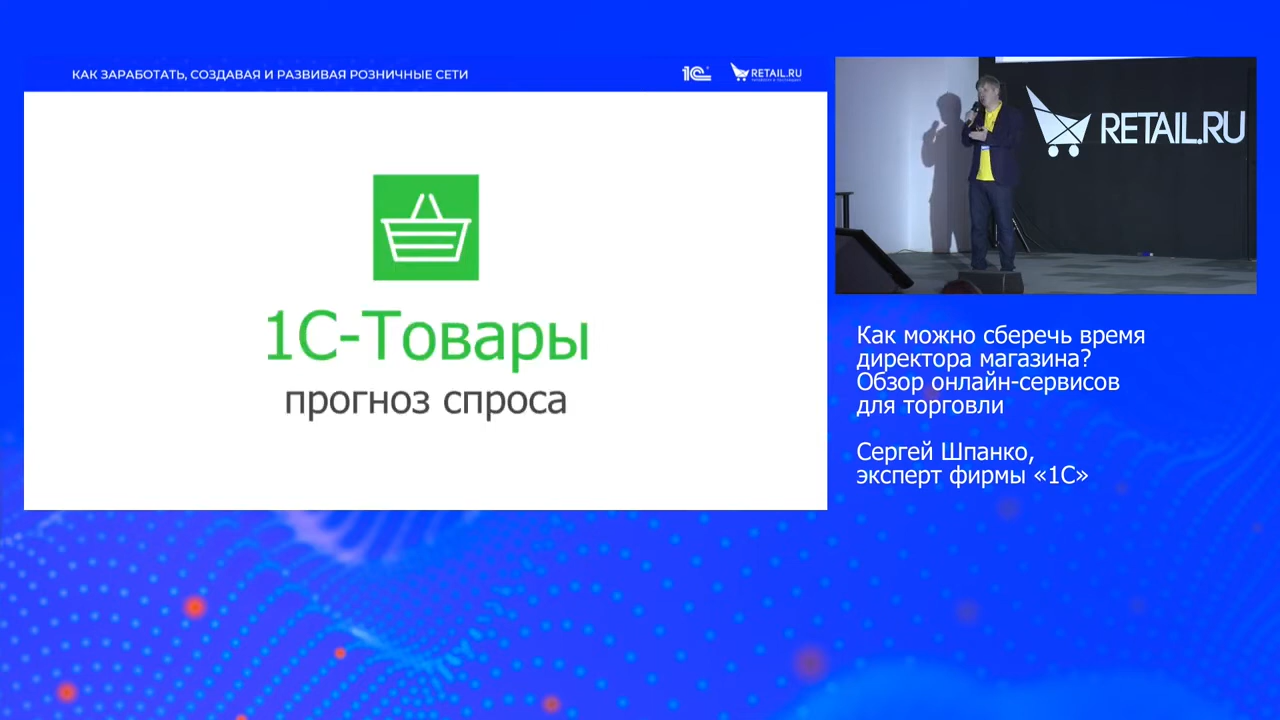 КАК ЗАРАБОТАТЬ, СОЗДАВАЯ И РАЗВИВАЯ РОЗНИЧНЫЕ СЕТИ
1С
RETAIL.RU
RETAIL.RU
1С-Товары
прогноз спроса
Как можно сберечь время
директора магазина?
Обзор онлайн-сервисов
для торговли
Сергей Шпанко,
эксперт фирмы «1С»